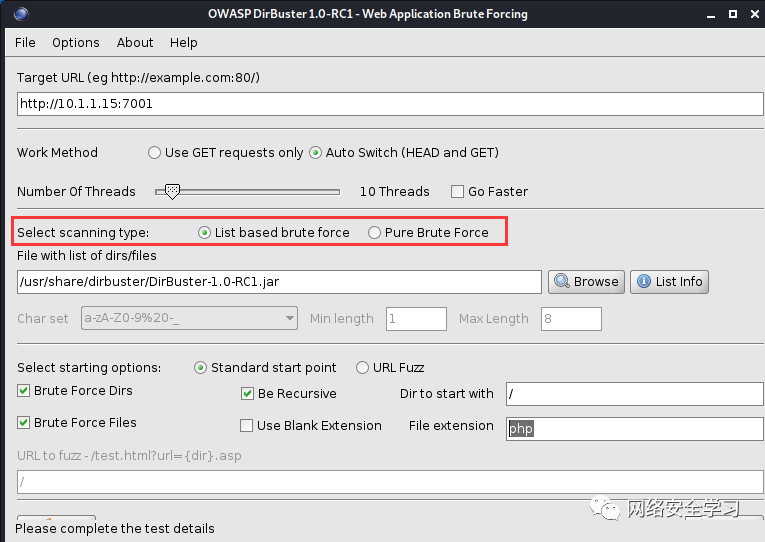 OWASP DirBuster 1.0-RC1 - Web Application Brute Forcing
File Options About Help
Target URL (eg http://example.com:80/)
http://10.1.1.15:7001
Work Method Use GET requests only Auto Switch (HEAD and GET)
Number Of Threads 10 Threads Go Faster
Select scanning type: List based brute force Pure Brute Force
File with list of dirs/files
/usr/share/dirbuster/DirBuster-1.0-RC1.jar Browse List Info
Char set a-zA-Z0-9%20-_ Min length 1 Max Length 8
Select starting options: Standard start point URL Fuzz
Brute Force Dirs Be Recursive Dir to start with /
Brute Force Files Use Blank Extension File extension php
URL to fuzz - /test.html?url={dir}.asp
/
网络安全学习
Please complete the test details